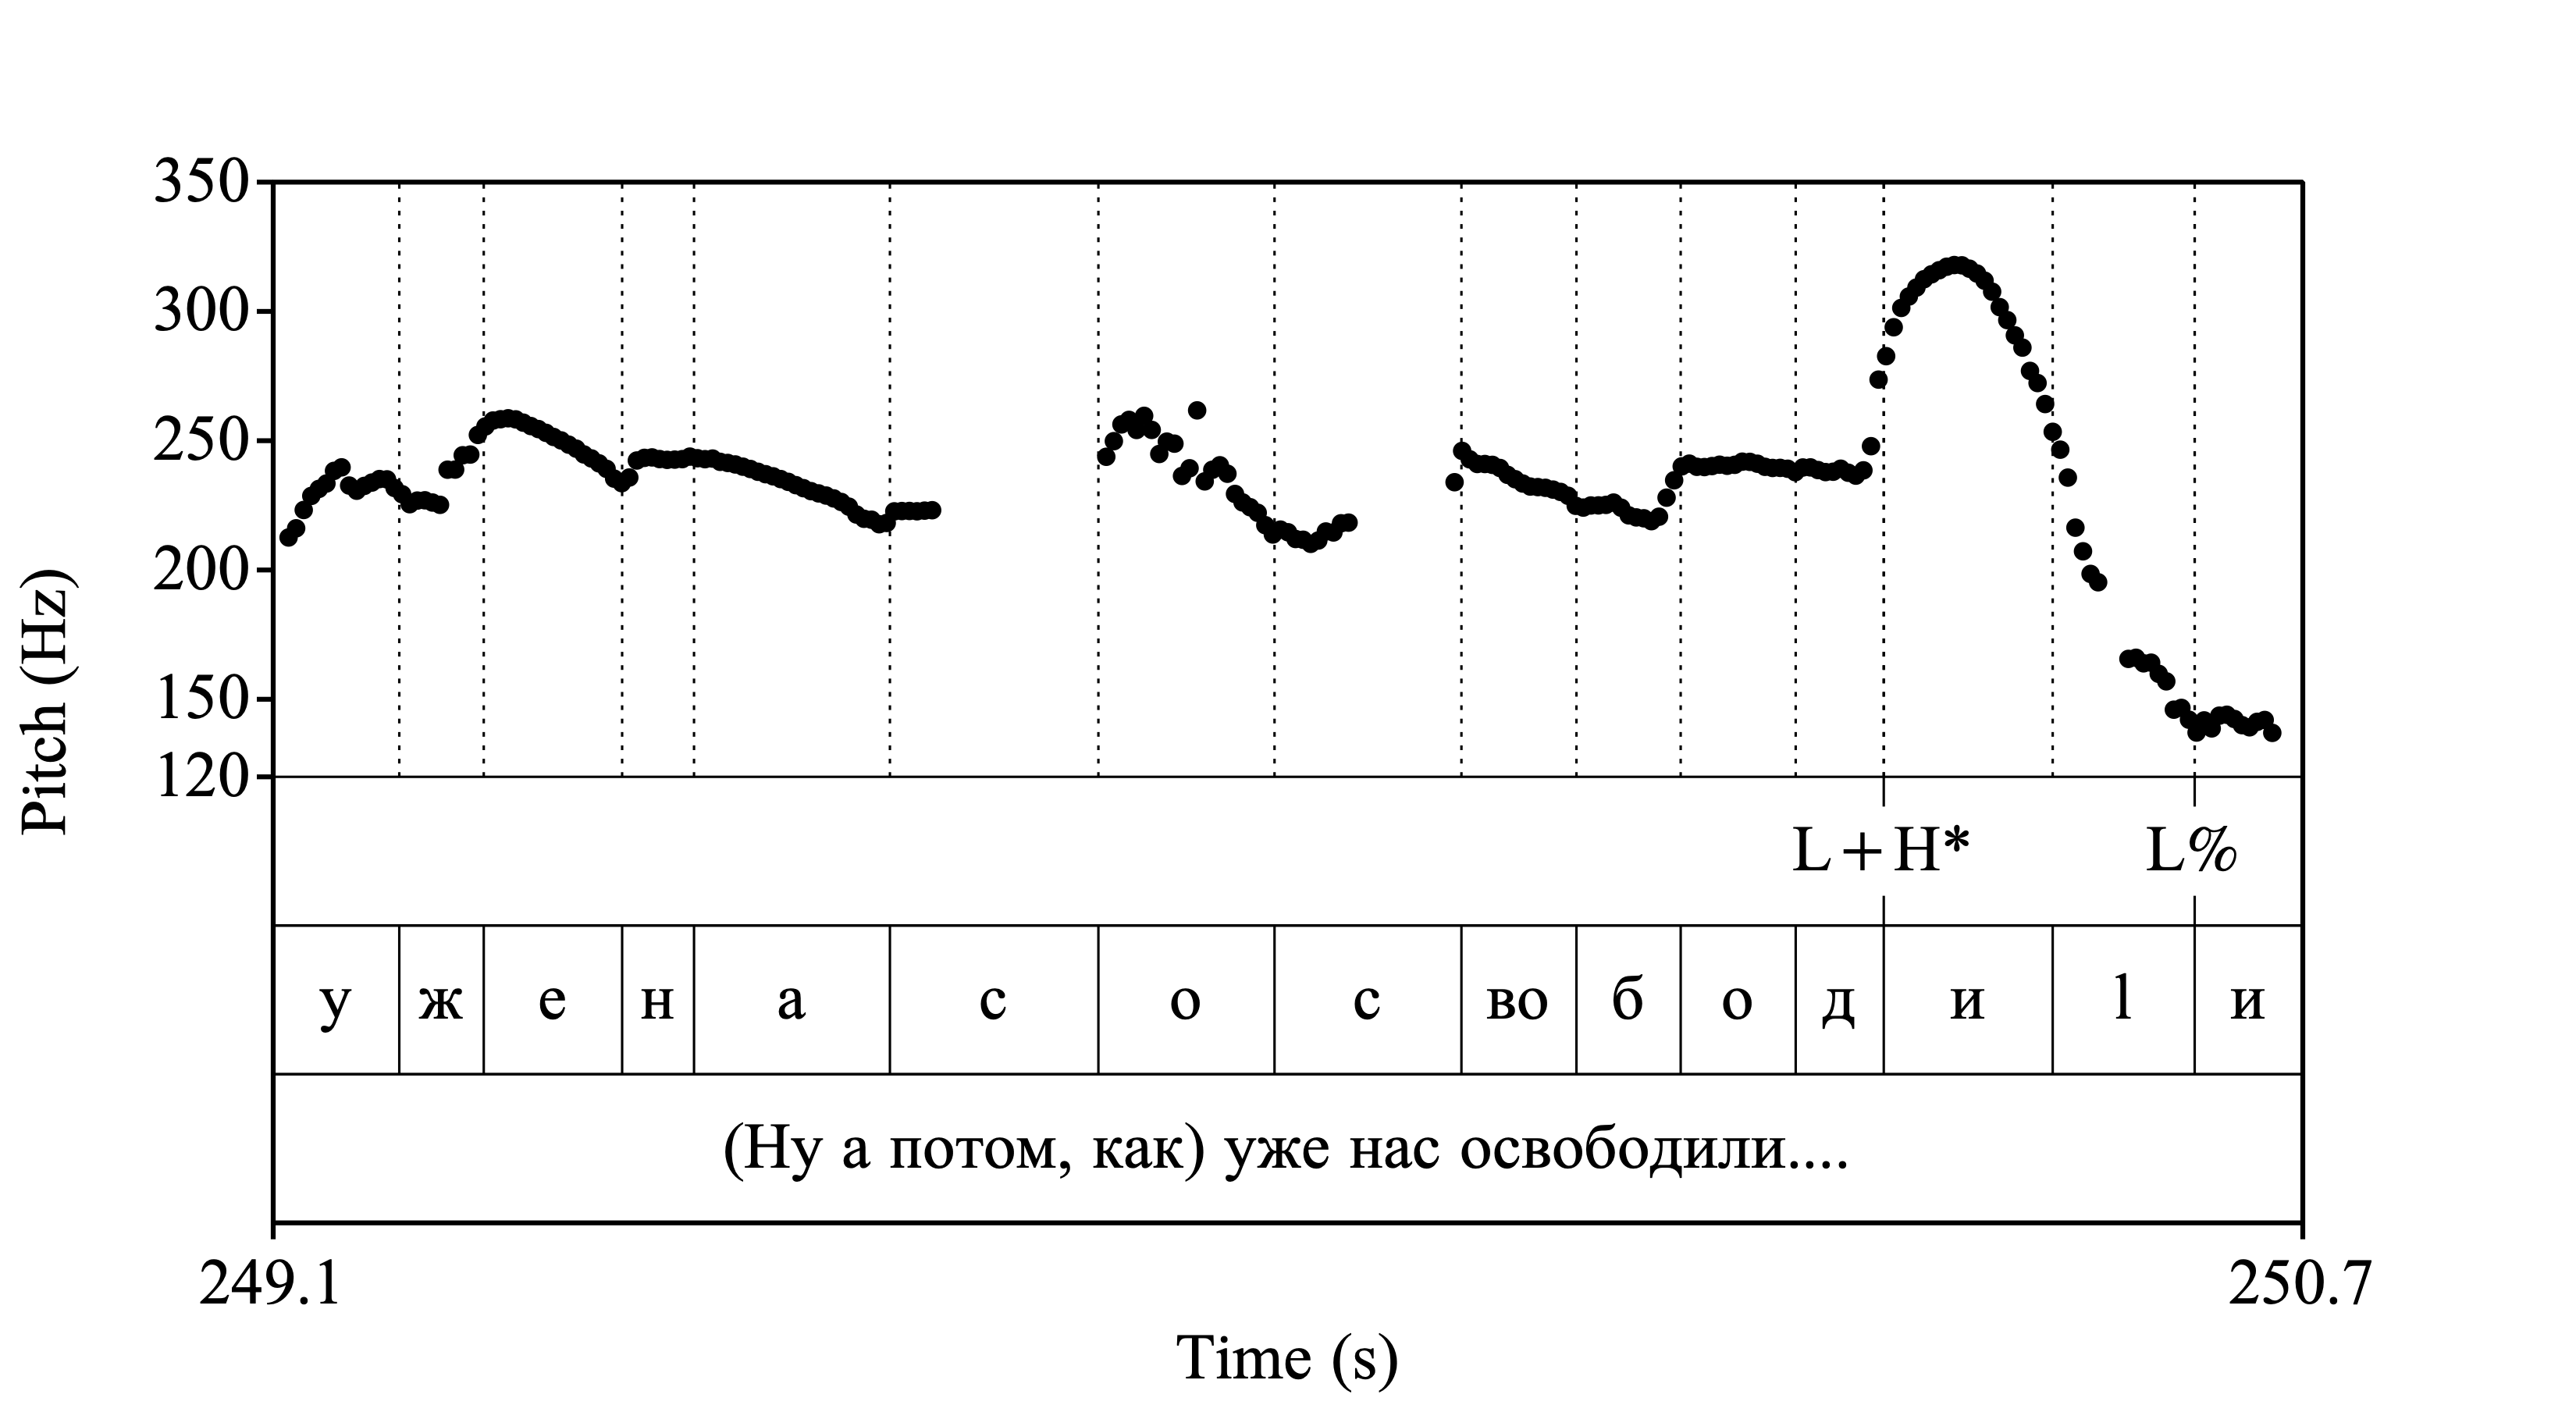 350
300
250
200
150
120
Pitch (Hz)
L+H* L%
у ж е н а с о с во б о д и l и
(Ну а потом, как) уже нас освободили....
249.1 250.7
Time (s)